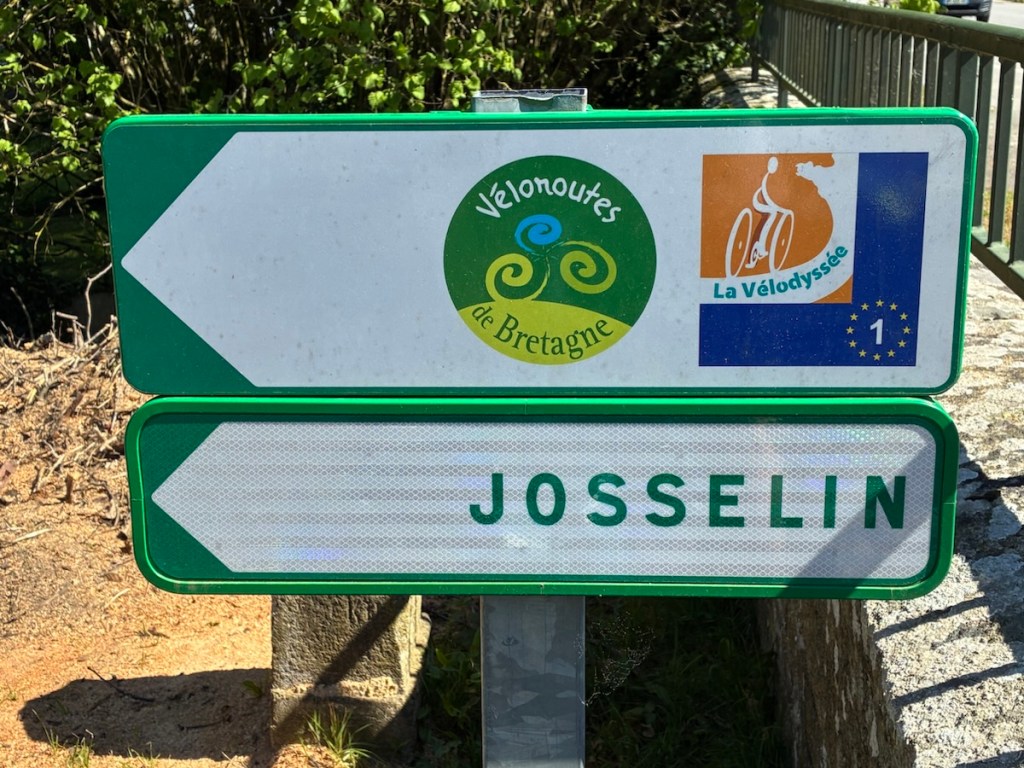 Véloroutes
de Bretagne
La Vélodyssée
1
JOSSELIN